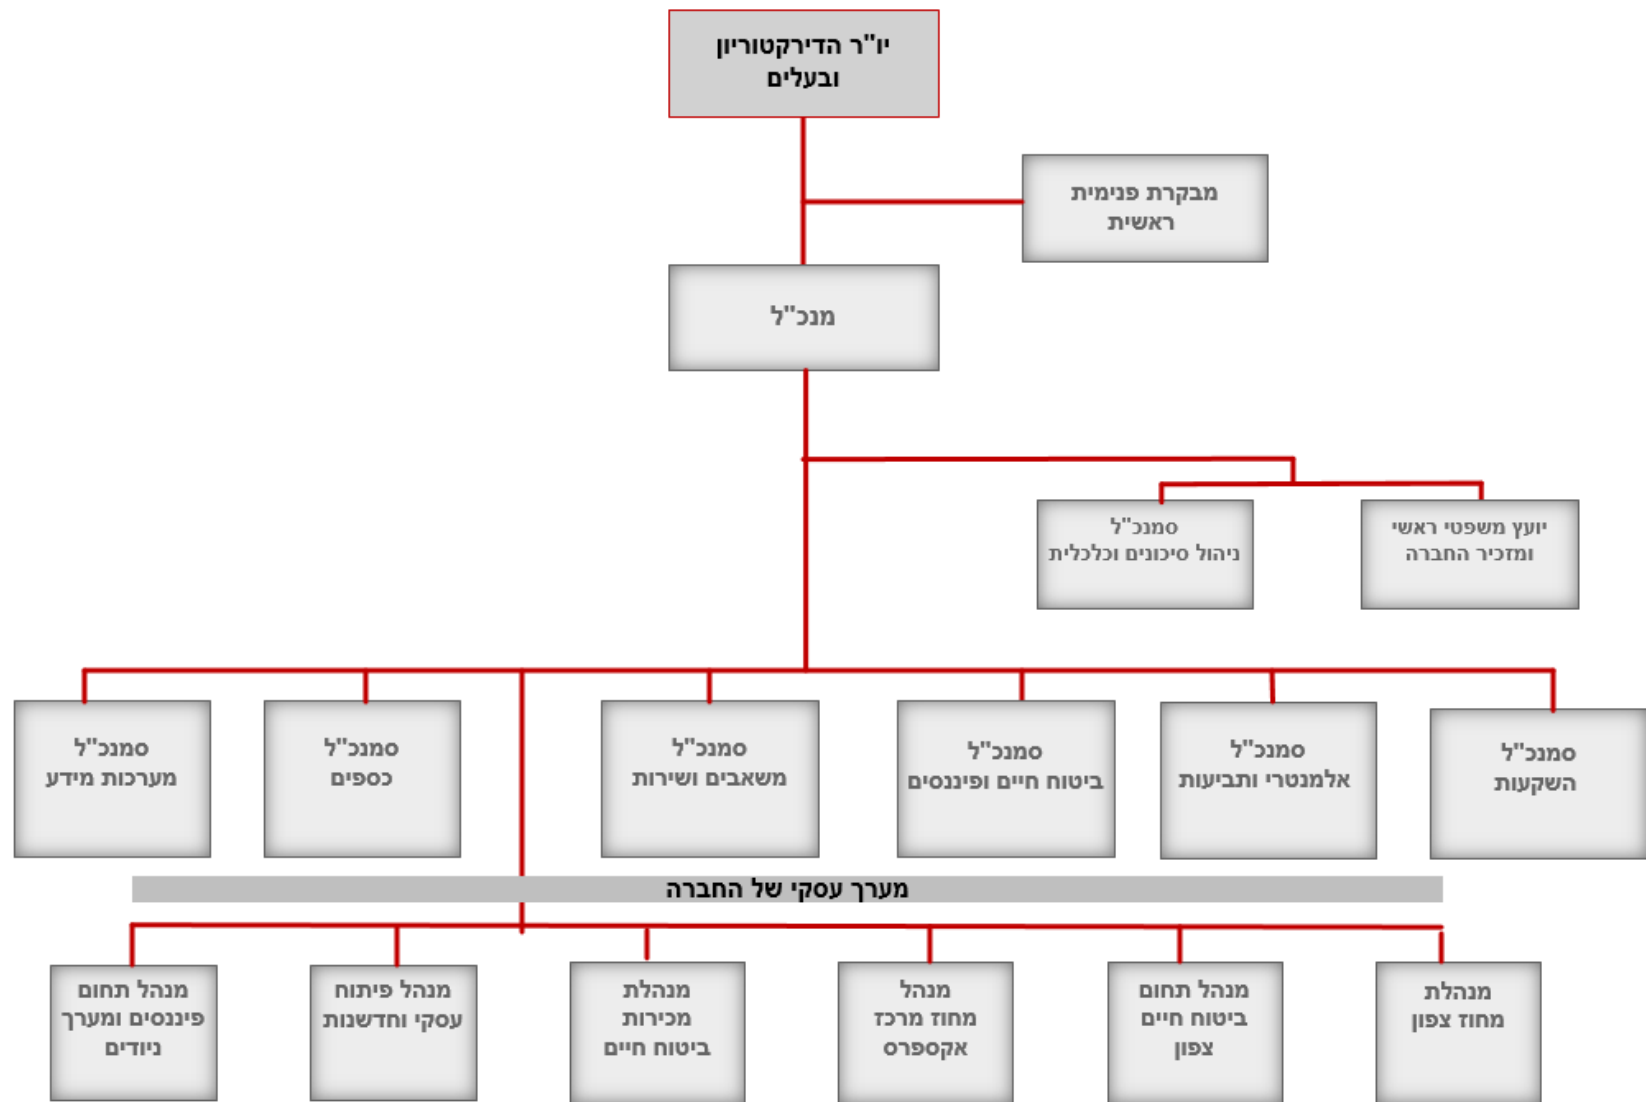 יו"ר הדירקטוריון
ובעלים
מבקרת פנימית
ראשית
מנכ"ל
יועץ משפטי ראשי
ומזכיר החברה
סמנכ"ל
ניהול סיכונים וכלכלית
סמנכ"ל
השקעות
סמנכ"ל
אלמנטרי ותביעות
סמנכ"ל
ביטוח חיים ופיננסים
סמנכ"ל
משאבים ושירות
סמנכ"ל
כספים
סמנכ"ל
מערכות מידע
מערך עסקי של החברה
מנהלת
מחוז צפון
מנהל תחום
ביטוח חיים
צפון
מנהל
מחוז מרכז
אקספרס
מנהלת
מכירות
ביטוח חיים
מנהל פיתוח
עסקי וחדשנות
מנהל תחום
פיננסים ומערך
ניודים